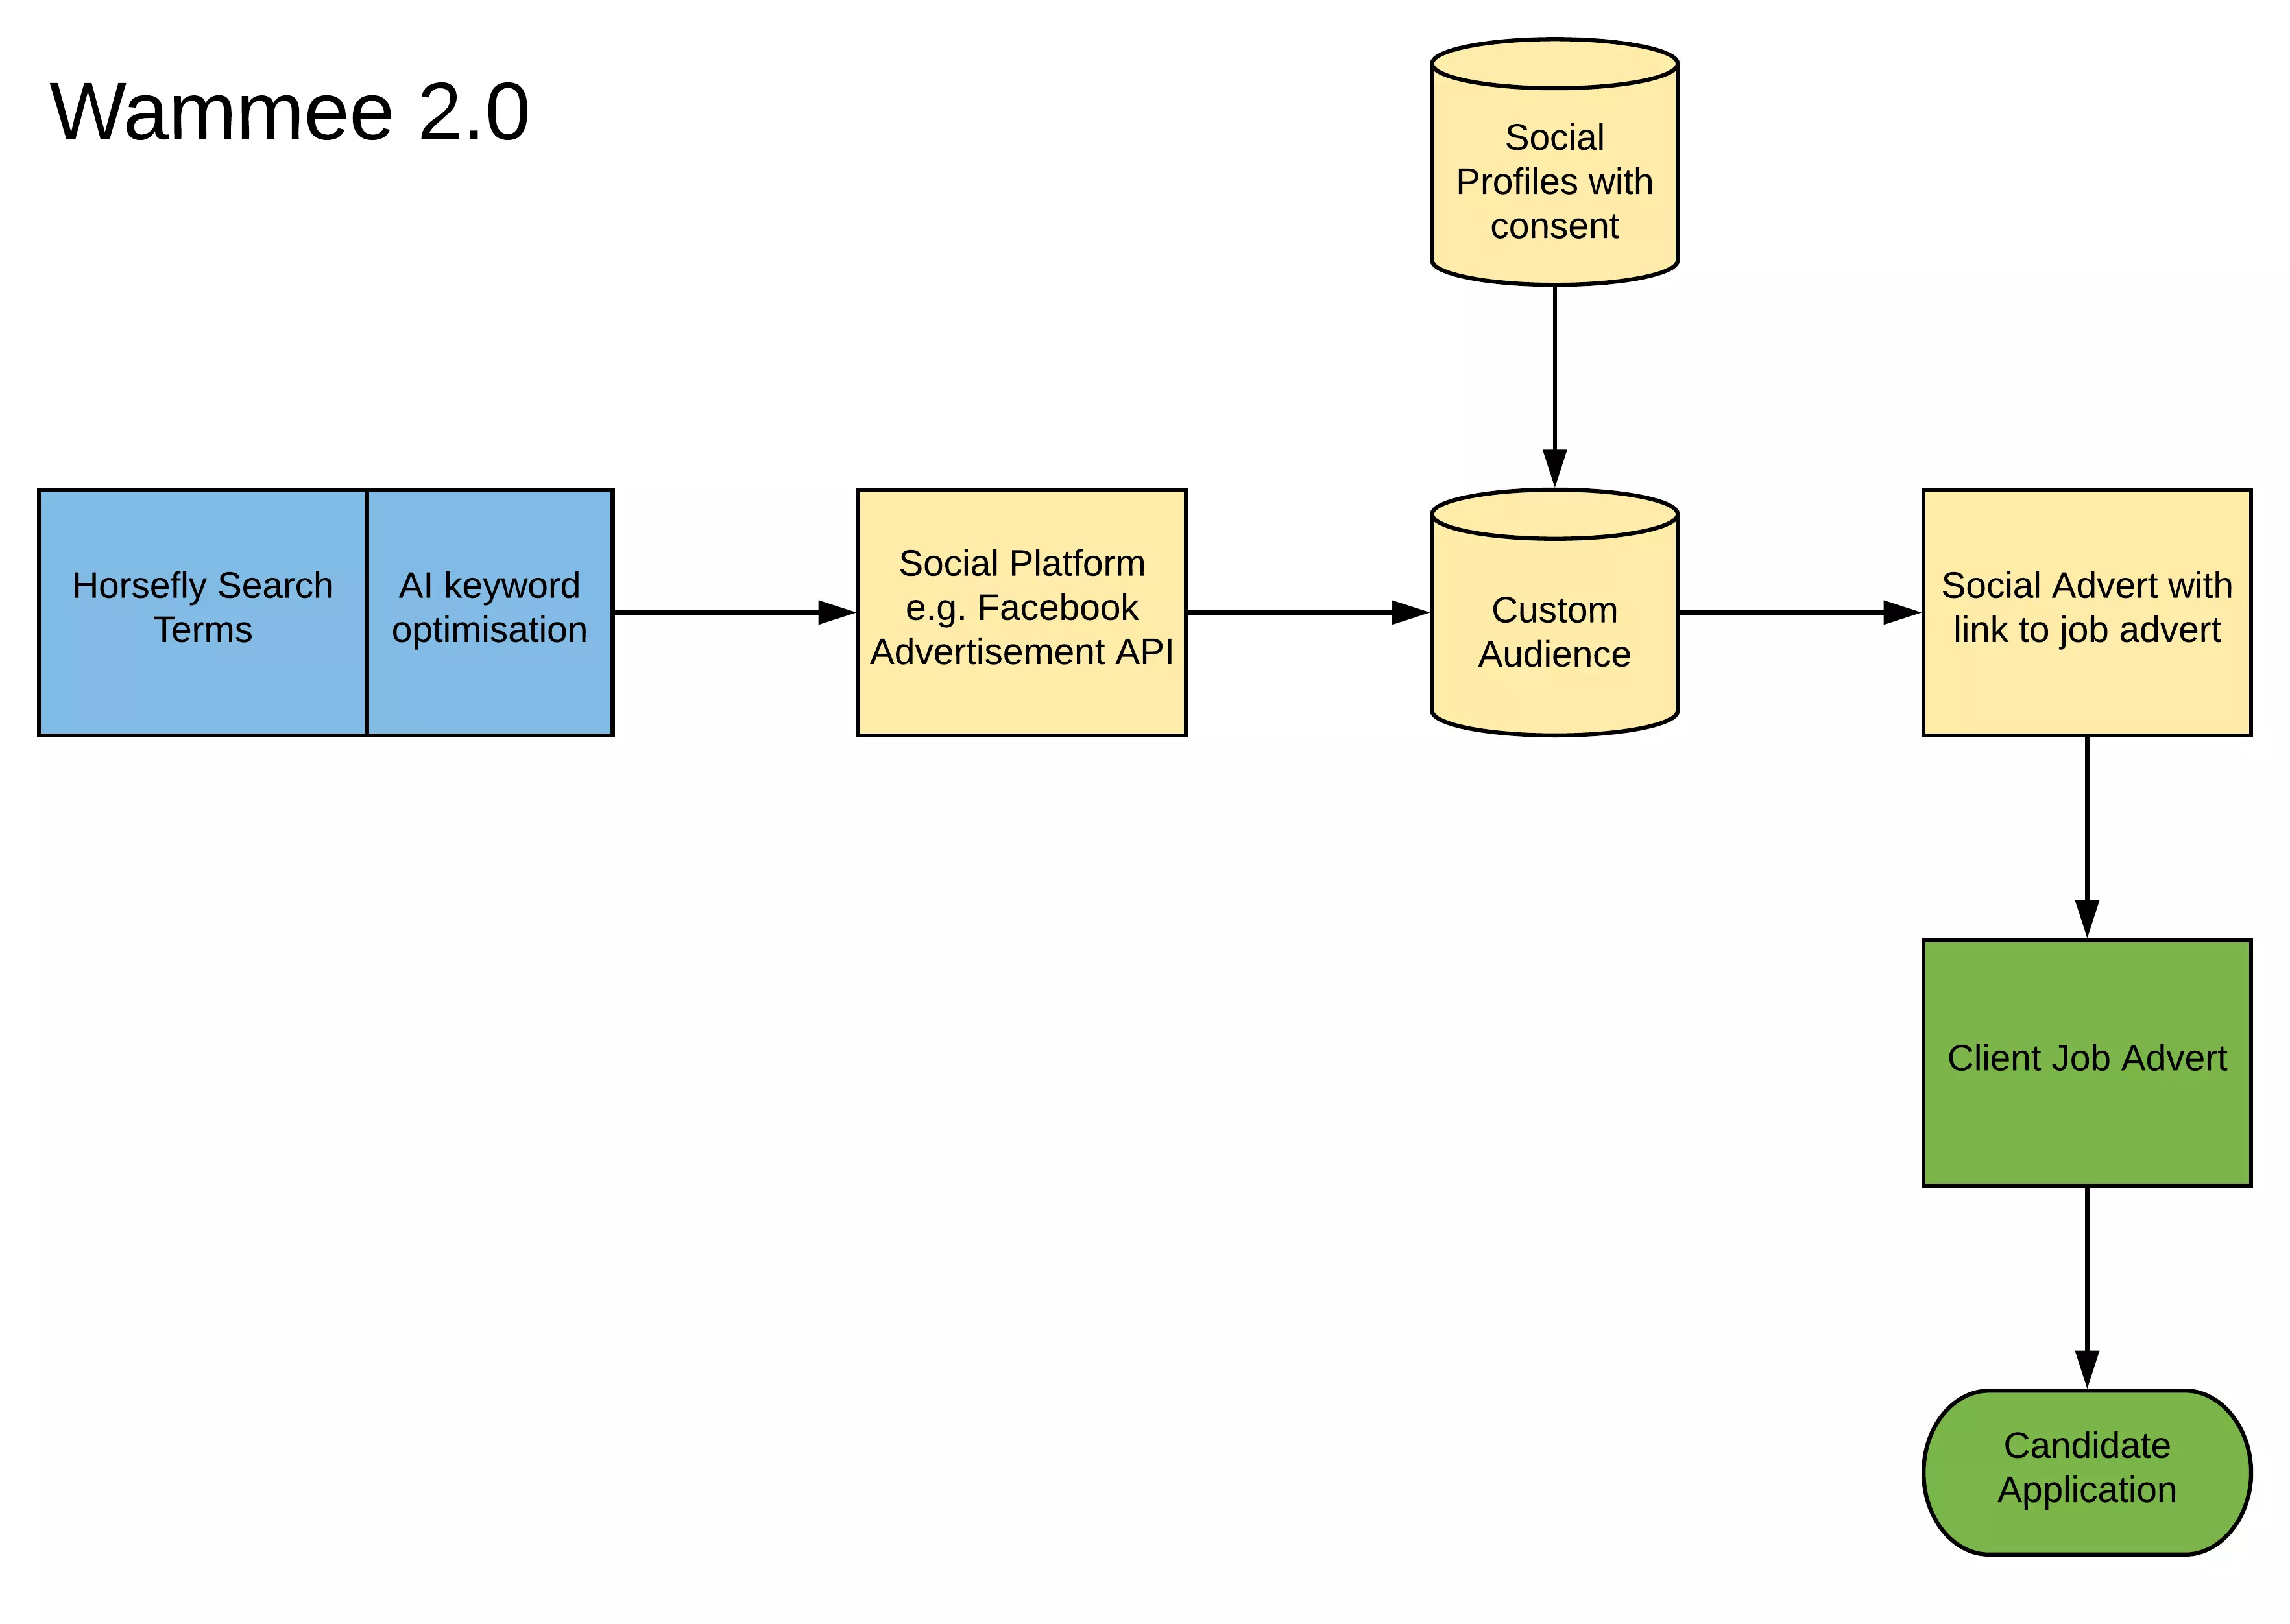 Wammee 2.0
Social
Profiles with
consent
Horsefly Search
Terms
AI keyword
optimisation
Social Platform
e.g. Facebook
Advertisement API
Custom
Audience
Social Advert with
link to job advert
Client Job Advert
Candidate
Application